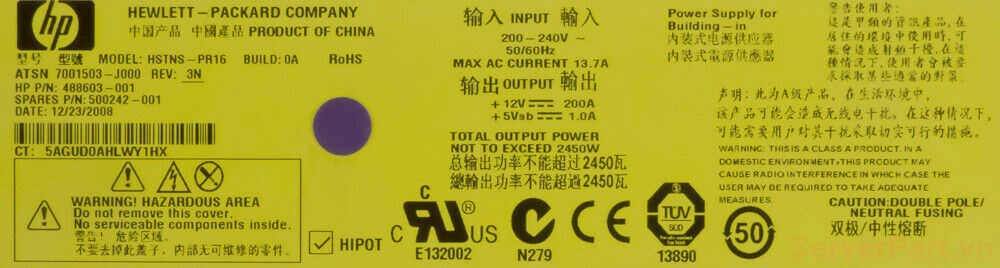 hp
HEWLETT-PACKARD COMPANY
中国产品 中國產品 PRODUCT OF CHINA
型号 型號 MODEL: HSTNS-PR16 BUILD: 0A RoHS
ATSN 7001503-J000 REV: 3N
HP P/N: 488603-001
SPARES P/N: 500242-001
DATE: 12/23/2008
CT: 5AGUD0AHLWY1HX
WARNING! HAZARDOUS AREA
Do not remove this cover.
No serviceable components inside.
警告! 危险区域.
不要去掉此盖子, 内部无可维修的零件.
HIPOT
输入 INPUT 輸入
200-240V~
50/60Hz
MAX AC CURRENT 13.7A
输出 OUTPUT 輸出
+12V 200A
+5Vsb 1.0A
TOTAL OUTPUT POWER
NOT TO EXCEED 2450W
总输出功率不能超过2450瓦
總輸出功率不能超過2450瓦
C UL US
E132002
N279
CE
TÜV
SGD
13890
50
Power Supply for
Building-in
内装式电源供应器
內裝式電源供應器
警告使用者:
這是甲類的資訊產品, 在
居住的環境中使用時, 可
能會造成射頻干擾, 在這
種情況下, 使用者會被要
求採取某些適當的對策.
声明: 此为A级产品, 在生活环境中,
该产品可能会造成无线电干扰. 在这种情况下,
可能需要用户对其干扰采取切实可行的措施.
WARNING: THIS IS A CLASS A PRODUCT. IN A
DOMESTIC ENVIRONMENT, THIS PRODUCT MAY
CAUSE RADIO INTERFERENCE IN WHICH CASE THE
USER MAY BE REQUIRED TO TAKE ADEQUATE
MEASURES.
CAUTION: DOUBLE POLE/
NEUTRAL FUSING
双极/中性熔断
ServerPart.vn